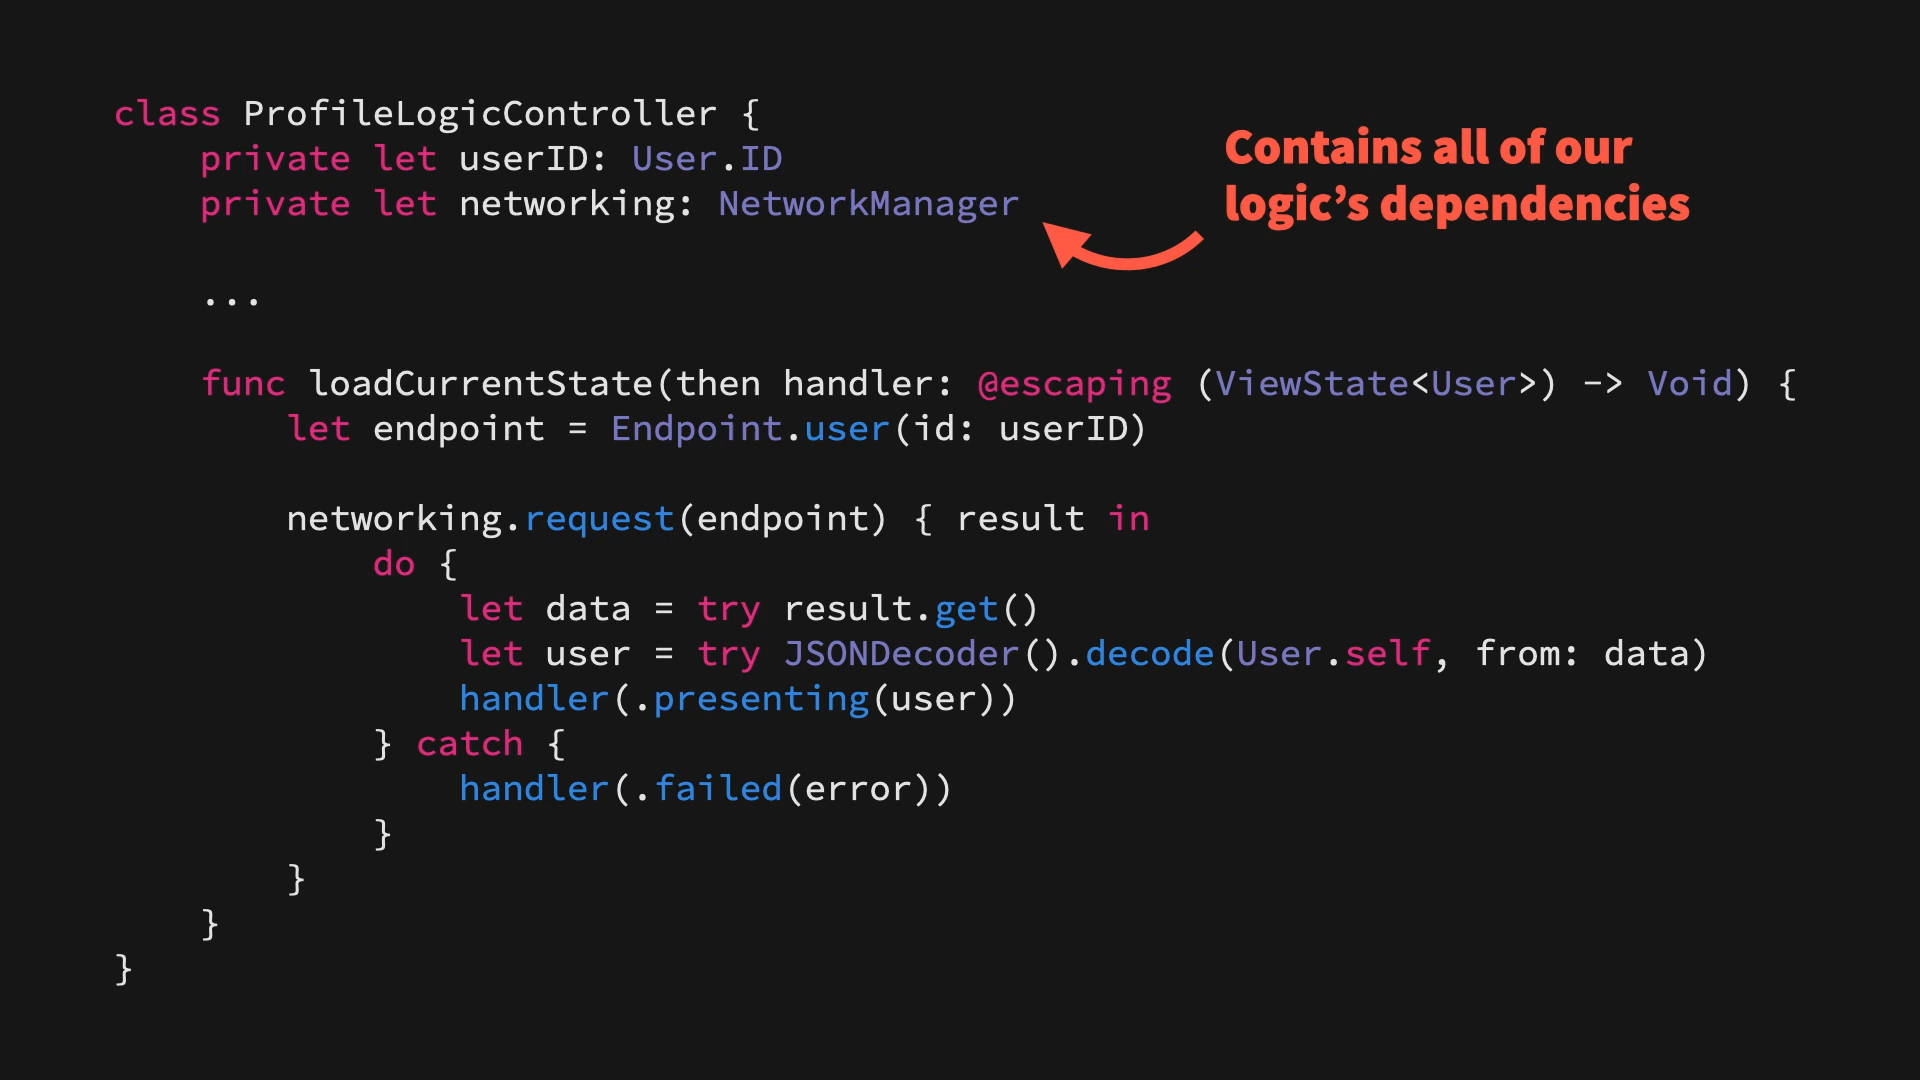 class ProfileLogicController {
    private let userID: User.ID
    private let networking: NetworkManager
Contains all of our
logic’s dependencies
    ...
    func loadCurrentState(then handler: @escaping (ViewState<User>) -> Void) {
        let endpoint = Endpoint.user(id: userID)
        networking.request(endpoint) { result in
            do {
                let data = try result.get()
                let user = try JSONDecoder().decode(User.self, from: data)
                handler(.presenting(user))
            } catch {
                handler(.failed(error))
            }
        }
    }
}